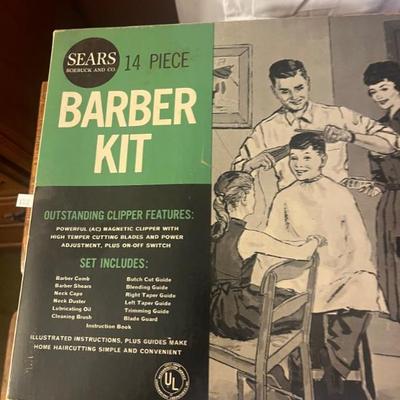 SEARS
ROEBUCK AND CO.
14 PIECE
BARBER
KIT
OUTSTANDING CLIPPER FEATURES:
POWERFUL (AC) MAGNETIC CLIPPER WITH
HIGH TEMPER CUTTING BLADES AND POWER
ADJUSTMENT, PLUS ON-OFF SWITCH
SET INCLUDES:
Barber Comb
Barber Shears
Neck Cape
Neck Duster
Lubricating Oil
Cleaning Brush
Butch Cut Guide
Blending Guide
Right Taper Guide
Left Taper Guide
Trimming Guide
Blade Guard
Instruction Book
ILLUSTRATED INSTRUCTIONS, PLUS GUIDES MAKE
HOME HAIRCUTTING SIMPLE AND CONVENIENT
UL